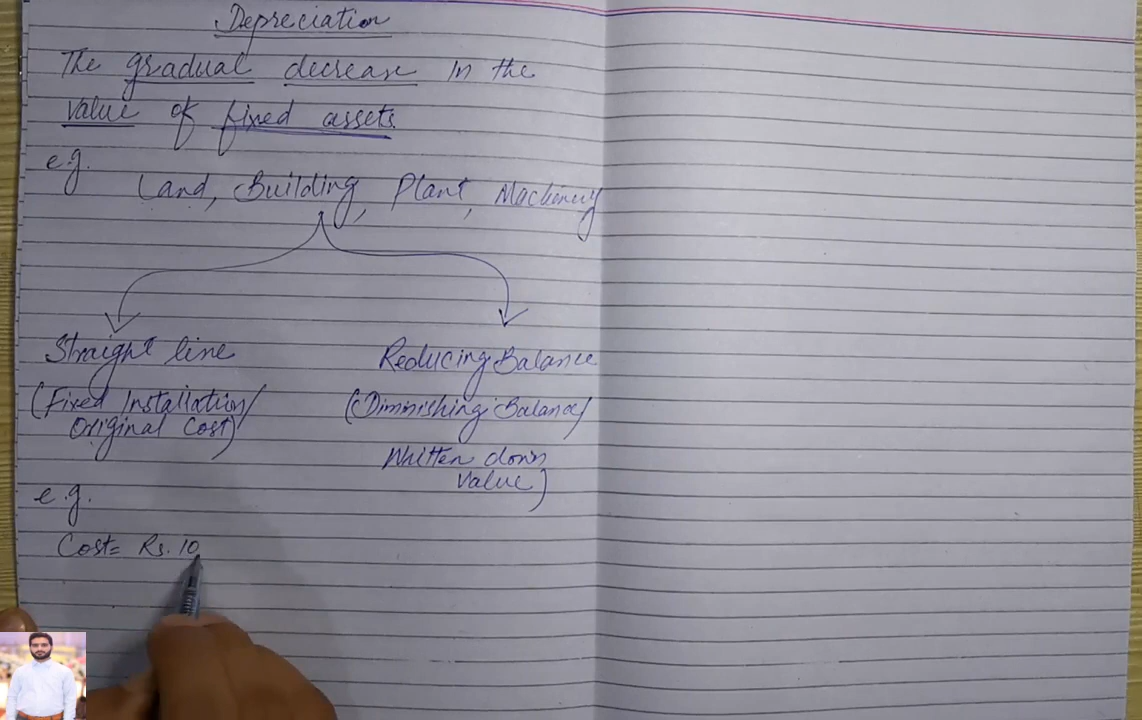 Depreciation
The gradual decrease in the
value of fixed assets.
e.g.
Land, Building, Plant, Machinery
Straight line
Reducing Balance
(Fixed Installation/
Original Cost)
(Diminishing Balance/
Written down
Value)
e.g.
Cost= Rs. 10